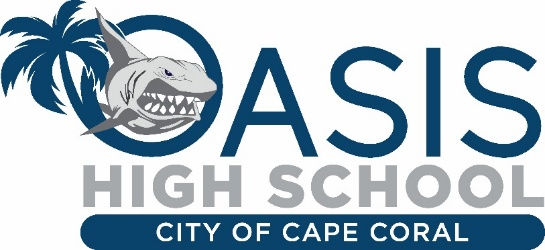 OASIS
HIGH SCHOOL
CITY OF CAPE CORAL